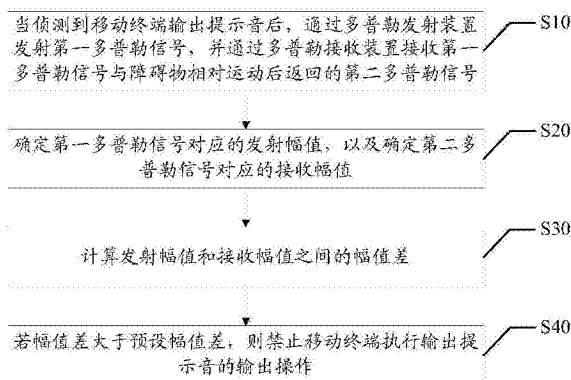 当侦测到移动终端输出提示音后，通过多普勒发射装置
发射第一多普勒信号，并通过多普勒接收装置接收第一
多普勒信号与障碍物相对运动后返回的第二多普勒信号
S10
确定第一多普勒信号对应的发射幅值，以及确定第二多
普勒信号对应的接收幅值
S20
计算发射幅值和接收幅值之间的幅值差
S30
若幅值差大于预设幅值差，则禁止移动终端执行输出提
示音的输出操作
S40